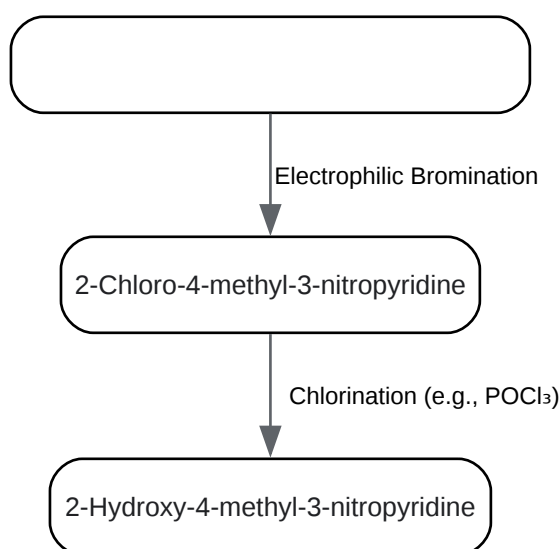 Electrophilic Bromination
2-Chloro-4-methyl-3-nitropyridine
Chlorination (e.g., POCl₃)
2-Hydroxy-4-methyl-3-nitropyridine